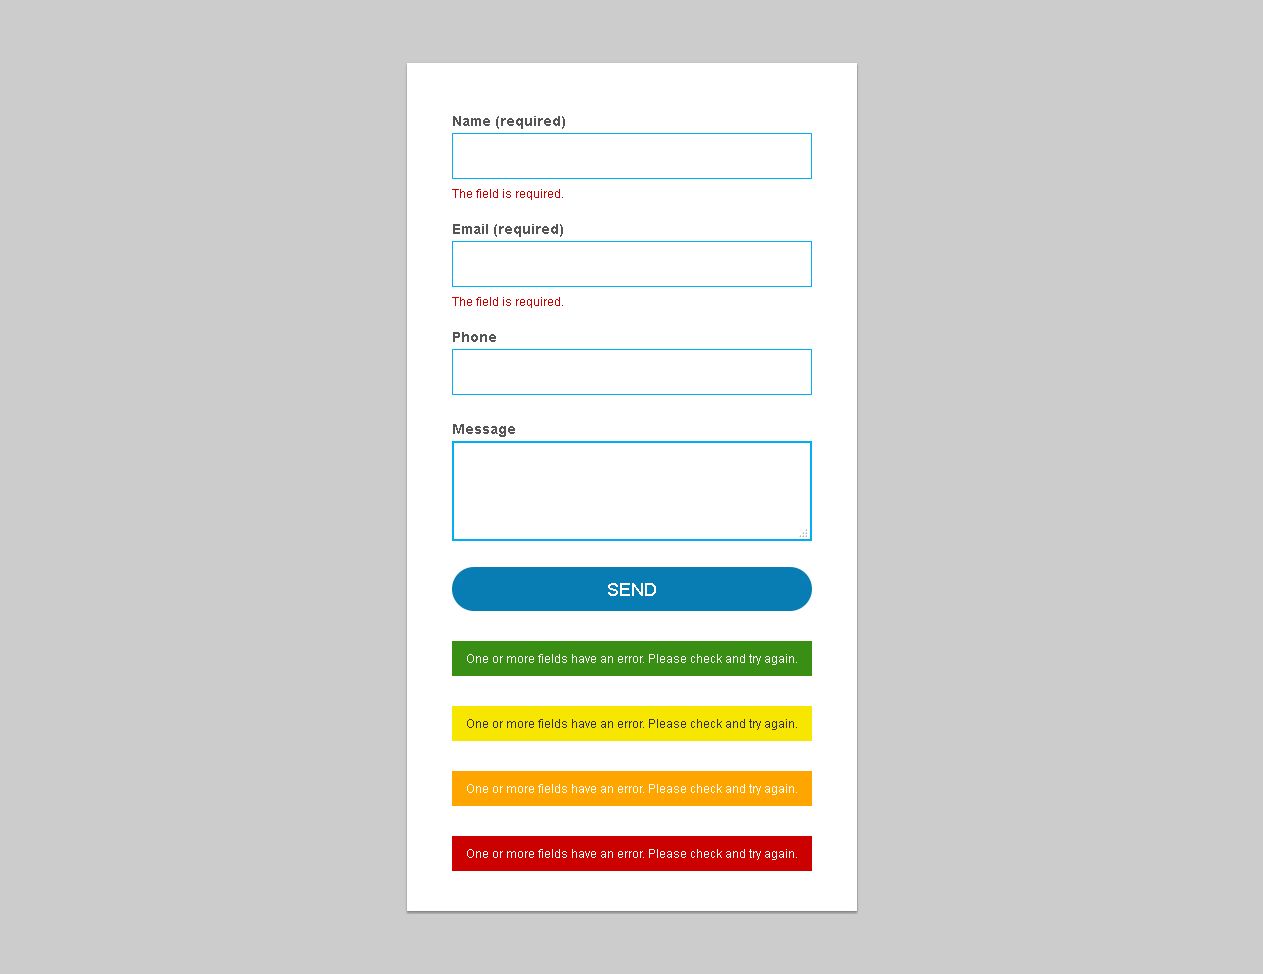 Name (required)
The field is required.
Email (required)
The field is required.
Phone
Message
SEND
One or more fields have an error. Please check and try again.
One or more fields have an error. Please check and try again.
One or more fields have an error. Please check and try again.
One or more fields have an error. Please check and try again.